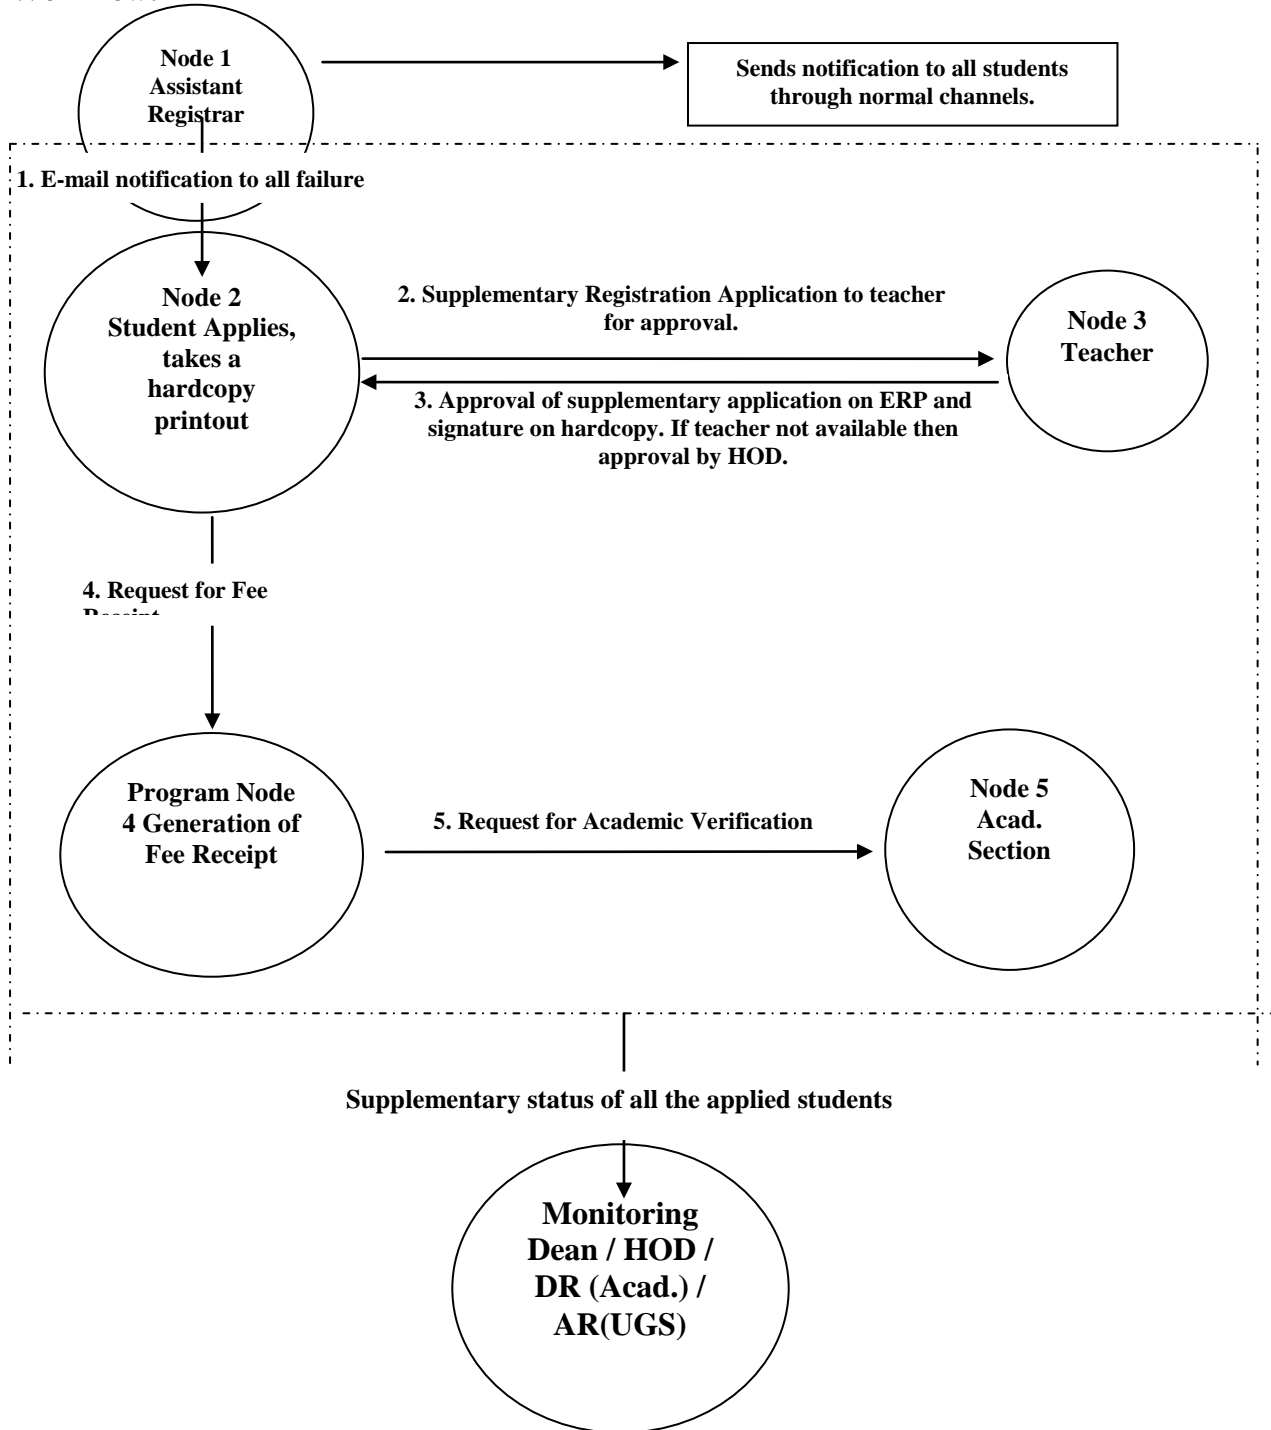 Node 1
Assistant
Registrar
Sends notification to all students
through normal channels.
1. E-mail notification to all failure
Node 2
Student Applies,
takes a
hardcopy
printout
2. Supplementary Registration Application to teacher
for approval.
Node 3
Teacher
3. Approval of supplementary application on ERP and
signature on hardcopy. If teacher not available then
approval by HOD.
4. Request for Fee
Program Node
4 Generation of
Fee Receipt
5. Request for Academic Verification
Node 5
Acad.
Section
Supplementary status of all the applied students
Monitoring
Dean / HOD /
DR (Acad.) /
AR(UGS)